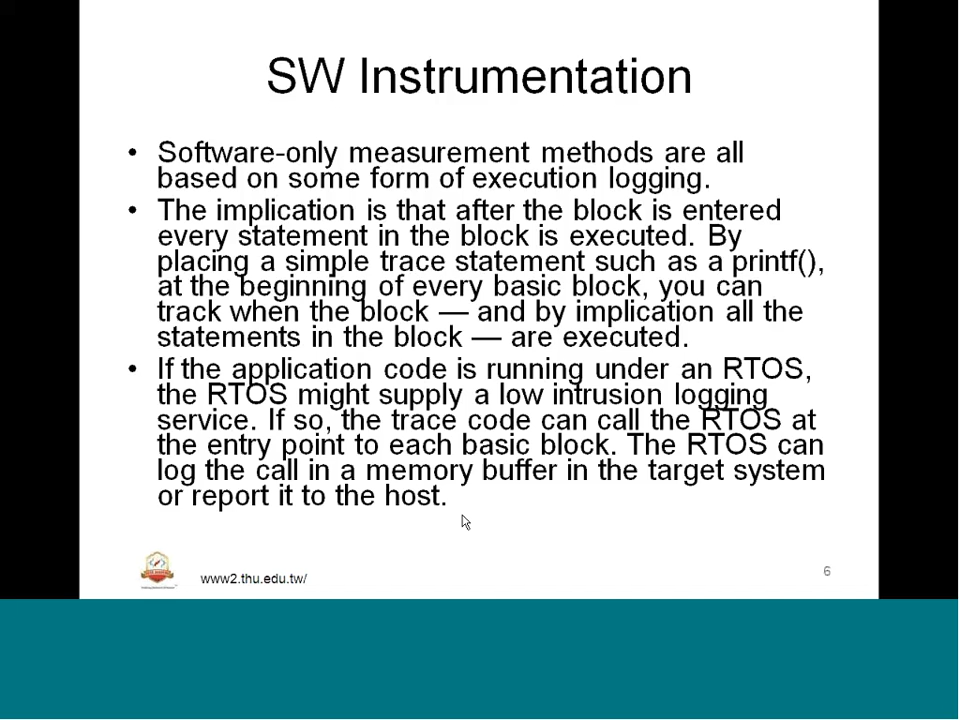 SW Instrumentation
• Software-only measurement methods are all
based on some form of execution logging.
• The implication is that after the block is entered
every statement in the block is executed. By
placing a simple trace statement such as a printf(),
at the beginning of every basic block, you can
track when the block — and by implication all the
statements in the block — are executed.
• If the application code is running under an RTOS,
the RTOS might supply a low intrusion logging
service. If so, the trace code can call the RTOS at
the entry point to each basic block. The RTOS can
log the call in a memory buffer in the target system
or report it to the host.
www2.thu.edu.tw/
6